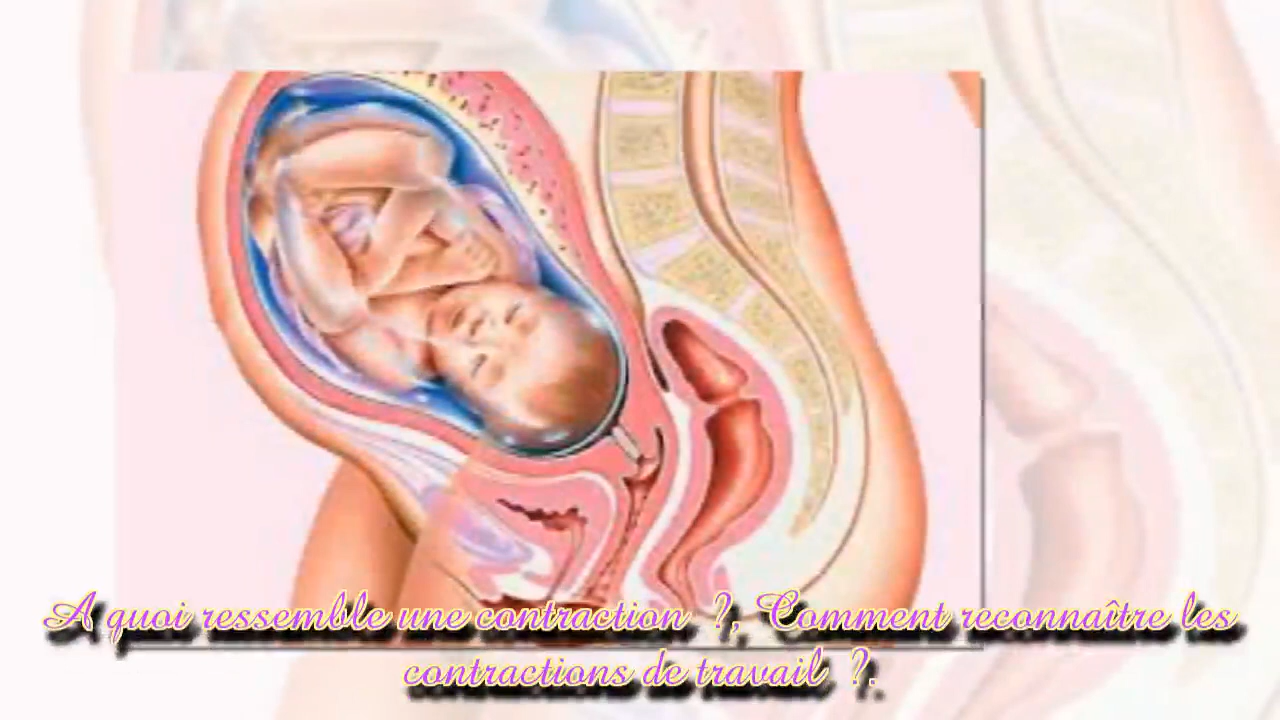 A quoi ressemble une contraction ?, Comment reconnaître les
contractions de travail ?.